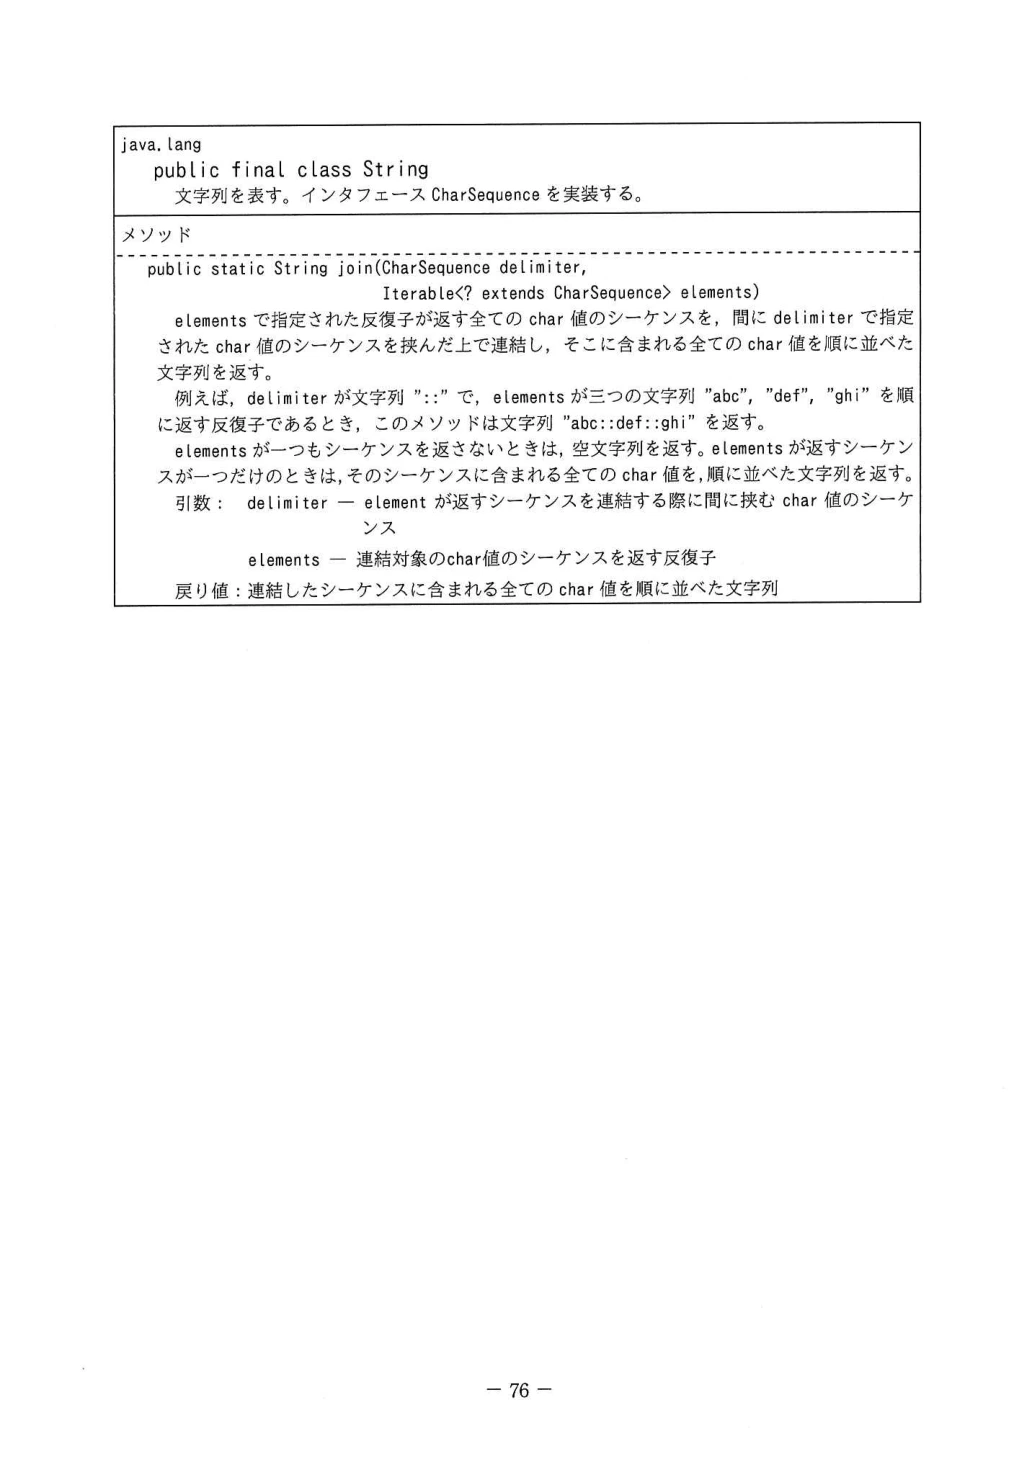 java.lang
public final class String
文字列を表す。インタフェース CharSequence を実装する。
メソッド
public static String join(CharSequence delimiter,
Iterable<? extends CharSequence> elements)
elements で指定された反復子が返す全ての char 値のシーケンスを，間に delimiter で指定
された char 値のシーケンスを挟んだ上で連結し，そこに含まれる全ての char 値を順に並べた
文字列を返す。
例えば，delimiter が文字列 "::" で，elements が三つの文字列 "abc"，"def"，"ghi" を順
に返す反復子であるとき，このメソッドは文字列 "abc::def::ghi" を返す。
elements が一つもシーケンスを返さないときは，空文字列を返す。elements が返すシーケン
スが一つだけのときは，そのシーケンスに含まれる全ての char 値を，順に並べた文字列を返す。
引数： delimiter － element が返すシーケンスを連結する際に間に挟む char 値のシーケ
ンス
elements － 連結対象のchar値のシーケンスを返す反復子
戻り値：連結したシーケンスに含まれる全ての char 値を順に並べた文字列
－ 76 －